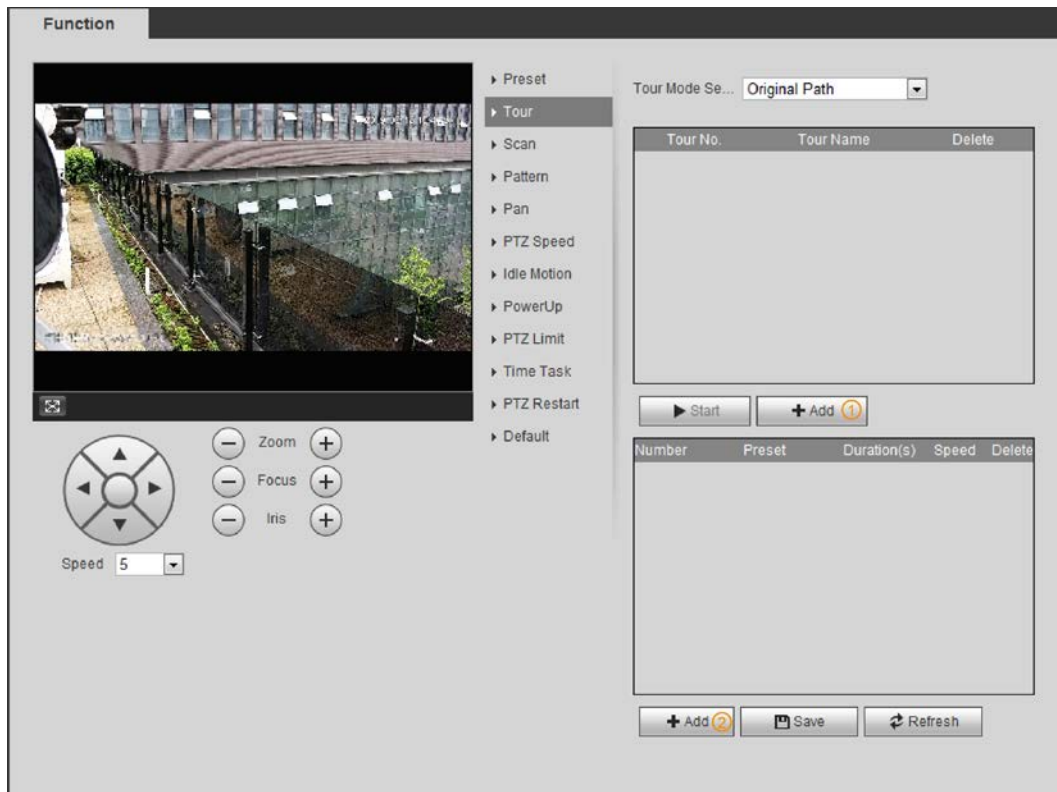 Function
Preset
Tour
Scan
Pattern
Pan
PTZ Speed
Idle Motion
PowerUp
PTZ Limit
Time Task
PTZ Restart
Default
Zoom
Focus
Iris
Speed 5
Tour Mode Se... Original Path
Tour No. Tour Name Delete
Start Add 1
Number Preset Duration(s) Speed Delete
Add 2 Save Refresh